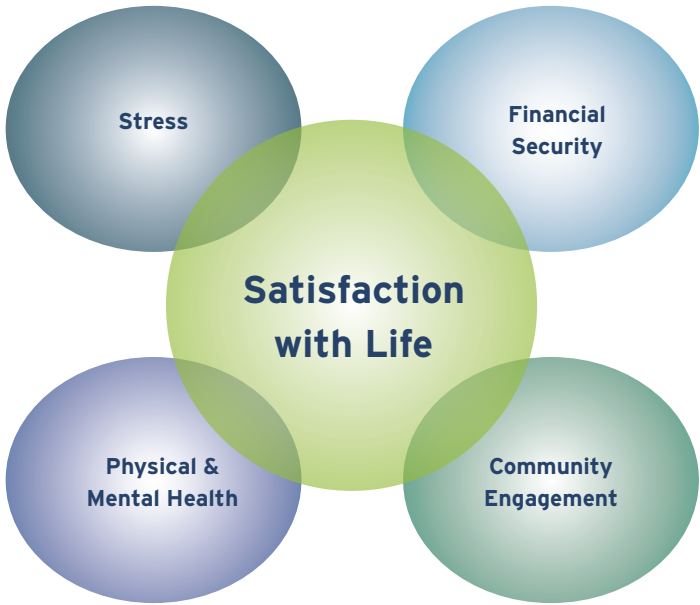 Stress
Financial
Security
Satisfaction
with Life
Physical &
Mental Health
Community
Engagement